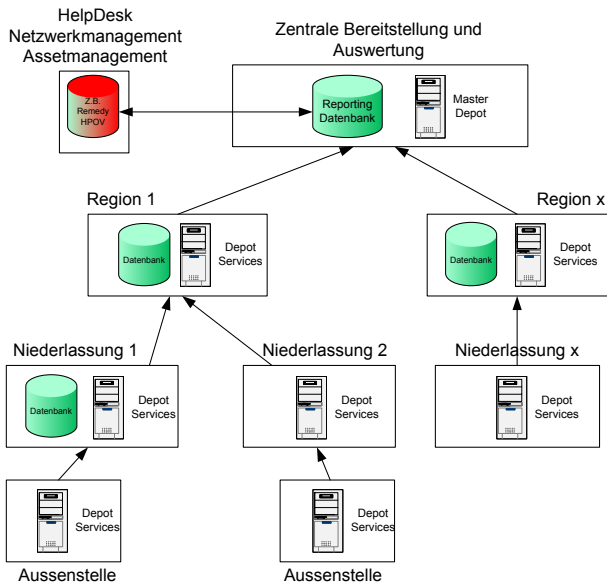 HelpDesk
Netzwerkmanagement
Assetmanagement
Z.B.
Remedy
HPOV
Zentrale Bereitstellung und
Auswertung
Reporting
Datenbank
Master
Depot
Region 1
Datenbank
Depot
Services
Region x
Datenbank
Depot
Services
Niederlassung 1
Datenbank
Depot
Services
Niederlassung 2
Depot
Services
Niederlassung x
Depot
Services
Depot
Services
Aussenstelle
Depot
Services
Aussenstelle